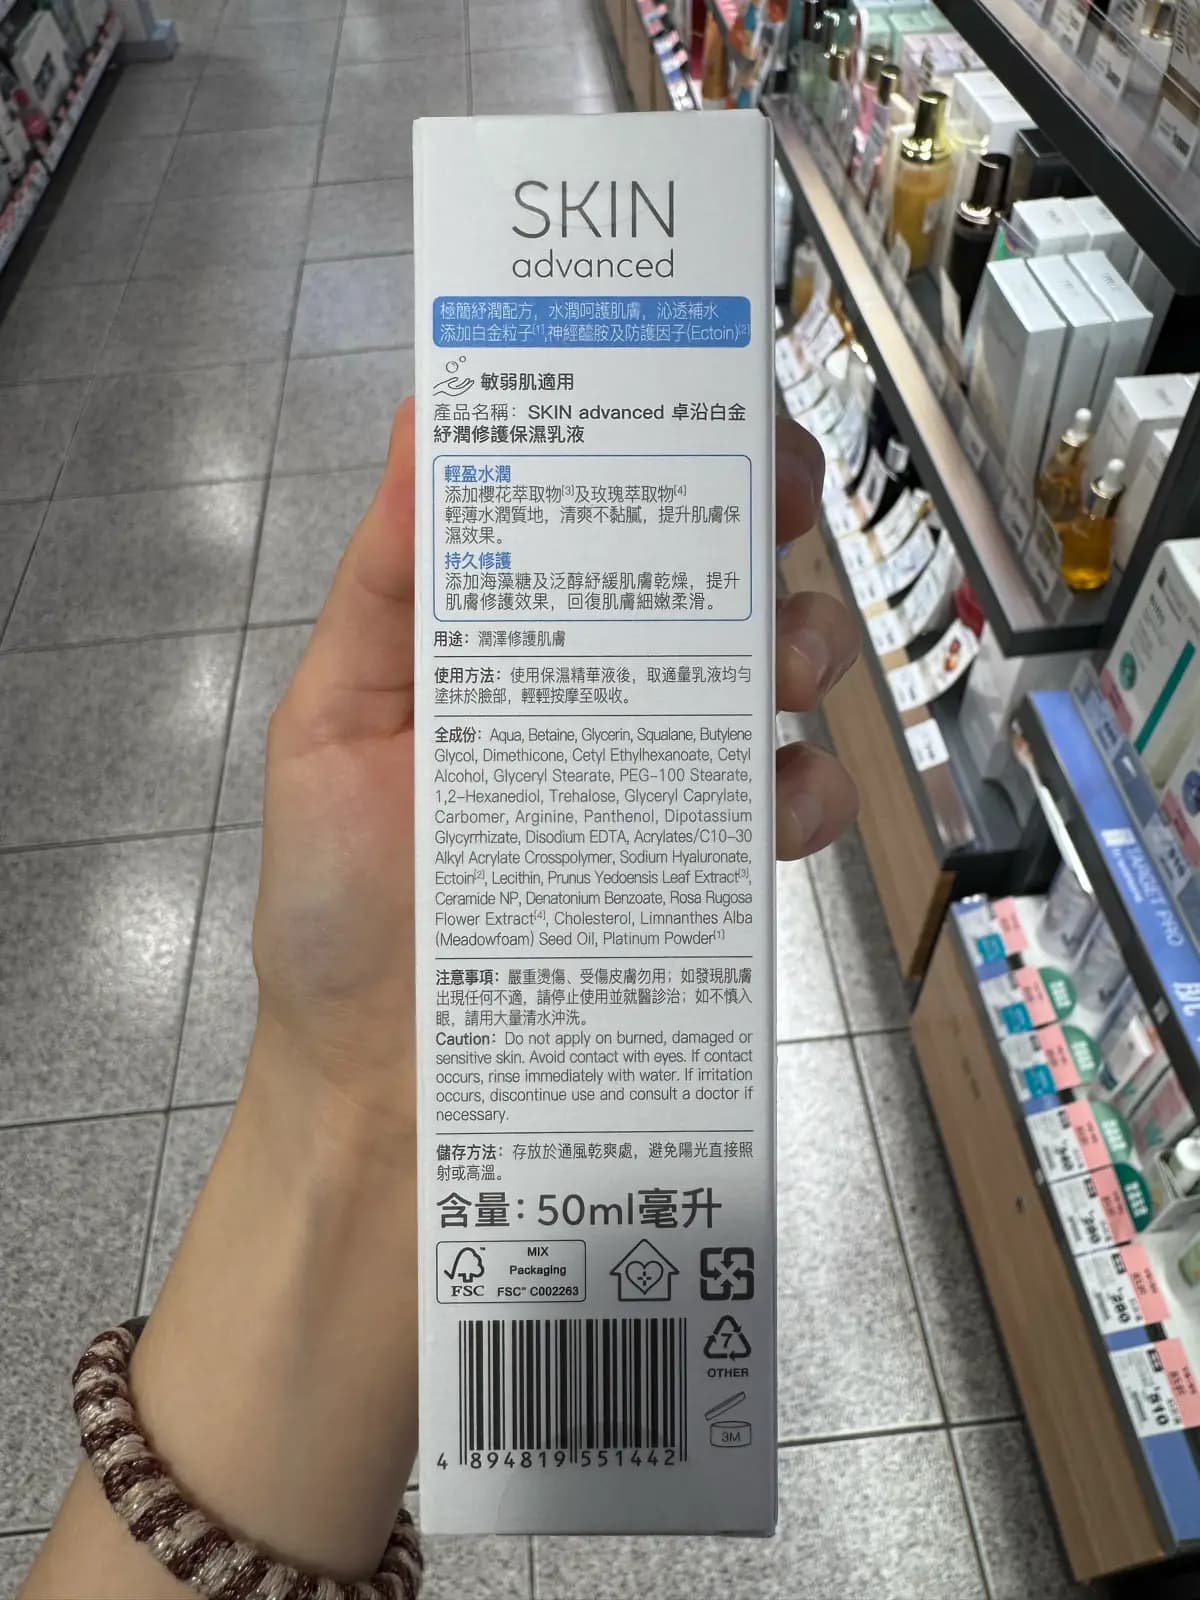 SKIN
advanced
極簡紓潤配方，水潤呵護肌膚，沁透補水
添加白金粒子[1],神經醯胺及防護因子(Ectoin)[2]
敏弱肌適用
產品名稱：SKIN advanced 卓沿白金
紓潤修護保濕乳液
輕盈水潤
添加櫻花萃取物[3]及玫瑰萃取物[4]
輕薄水潤質地，清爽不黏膩，提升肌膚保
濕效果。
持久修護
添加海藻糖及泛醇紓緩肌膚乾燥，提升
肌膚修護效果，回復肌膚細嫩柔滑。
用途：潤澤修護肌膚
使用方法：使用保濕精華液後，取適量乳液均勻
塗抹於臉部，輕輕按摩至吸收。
全成份：Aqua, Betaine, Glycerin, Squalane, Butylene
Glycol, Dimethicone, Cetyl Ethylhexanoate, Cetyl
Alcohol, Glyceryl Stearate, PEG-100 Stearate,
1,2-Hexanediol, Trehalose, Glyceryl Caprylate,
Carbomer, Arginine, Panthenol, Dipotassium
Glycyrrhizate, Disodium EDTA, Acrylates/C10-30
Alkyl Acrylate Crosspolymer, Sodium Hyaluronate,
Ectoin[2], Lecithin, Prunus Yedoensis Leaf Extract[3],
Ceramide NP, Denatonium Benzoate, Rosa Rugosa
Flower Extract[4], Cholesterol, Limnanthes Alba
(Meadowfoam) Seed Oil, Platinum Powder[1]
注意事項：嚴重燙傷、受傷皮膚勿用；如發現肌膚
出現任何不適，請停止使用並就醫診治；如不慎入
眼，請用大量清水沖洗。
Caution: Do not apply on burned, damaged or
sensitive skin. Avoid contact with eyes. If contact
occurs, rinse immediately with water. If irritation
occurs, discontinue use and consult a doctor if
necessary.
儲存方法：存放於通風乾爽處，避免陽光直接照
射或高溫。
含量：50ml毫升
FSC™
MIX
Packaging
FSC™ C002263
7
OTHER
3M
4 894819 551442
TARGET PRO